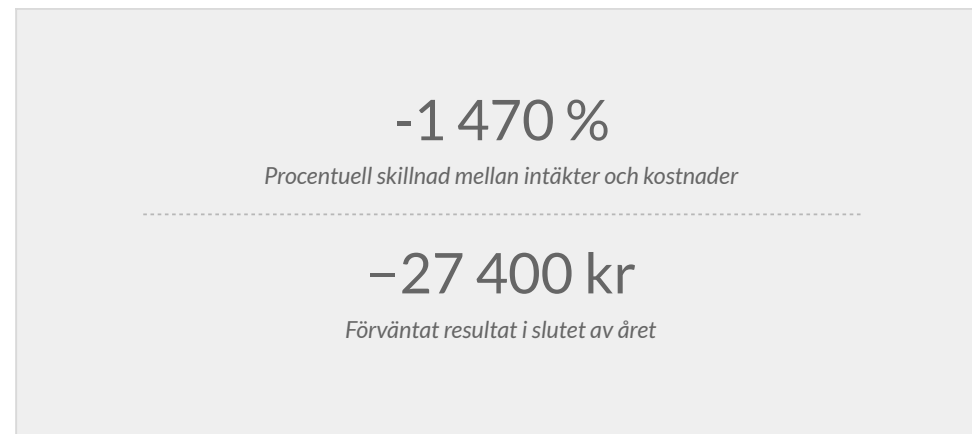 -1 470 %
Procentuell skillnad mellan intäkter och kostnader
−27 400 kr
Förväntat resultat i slutet av året